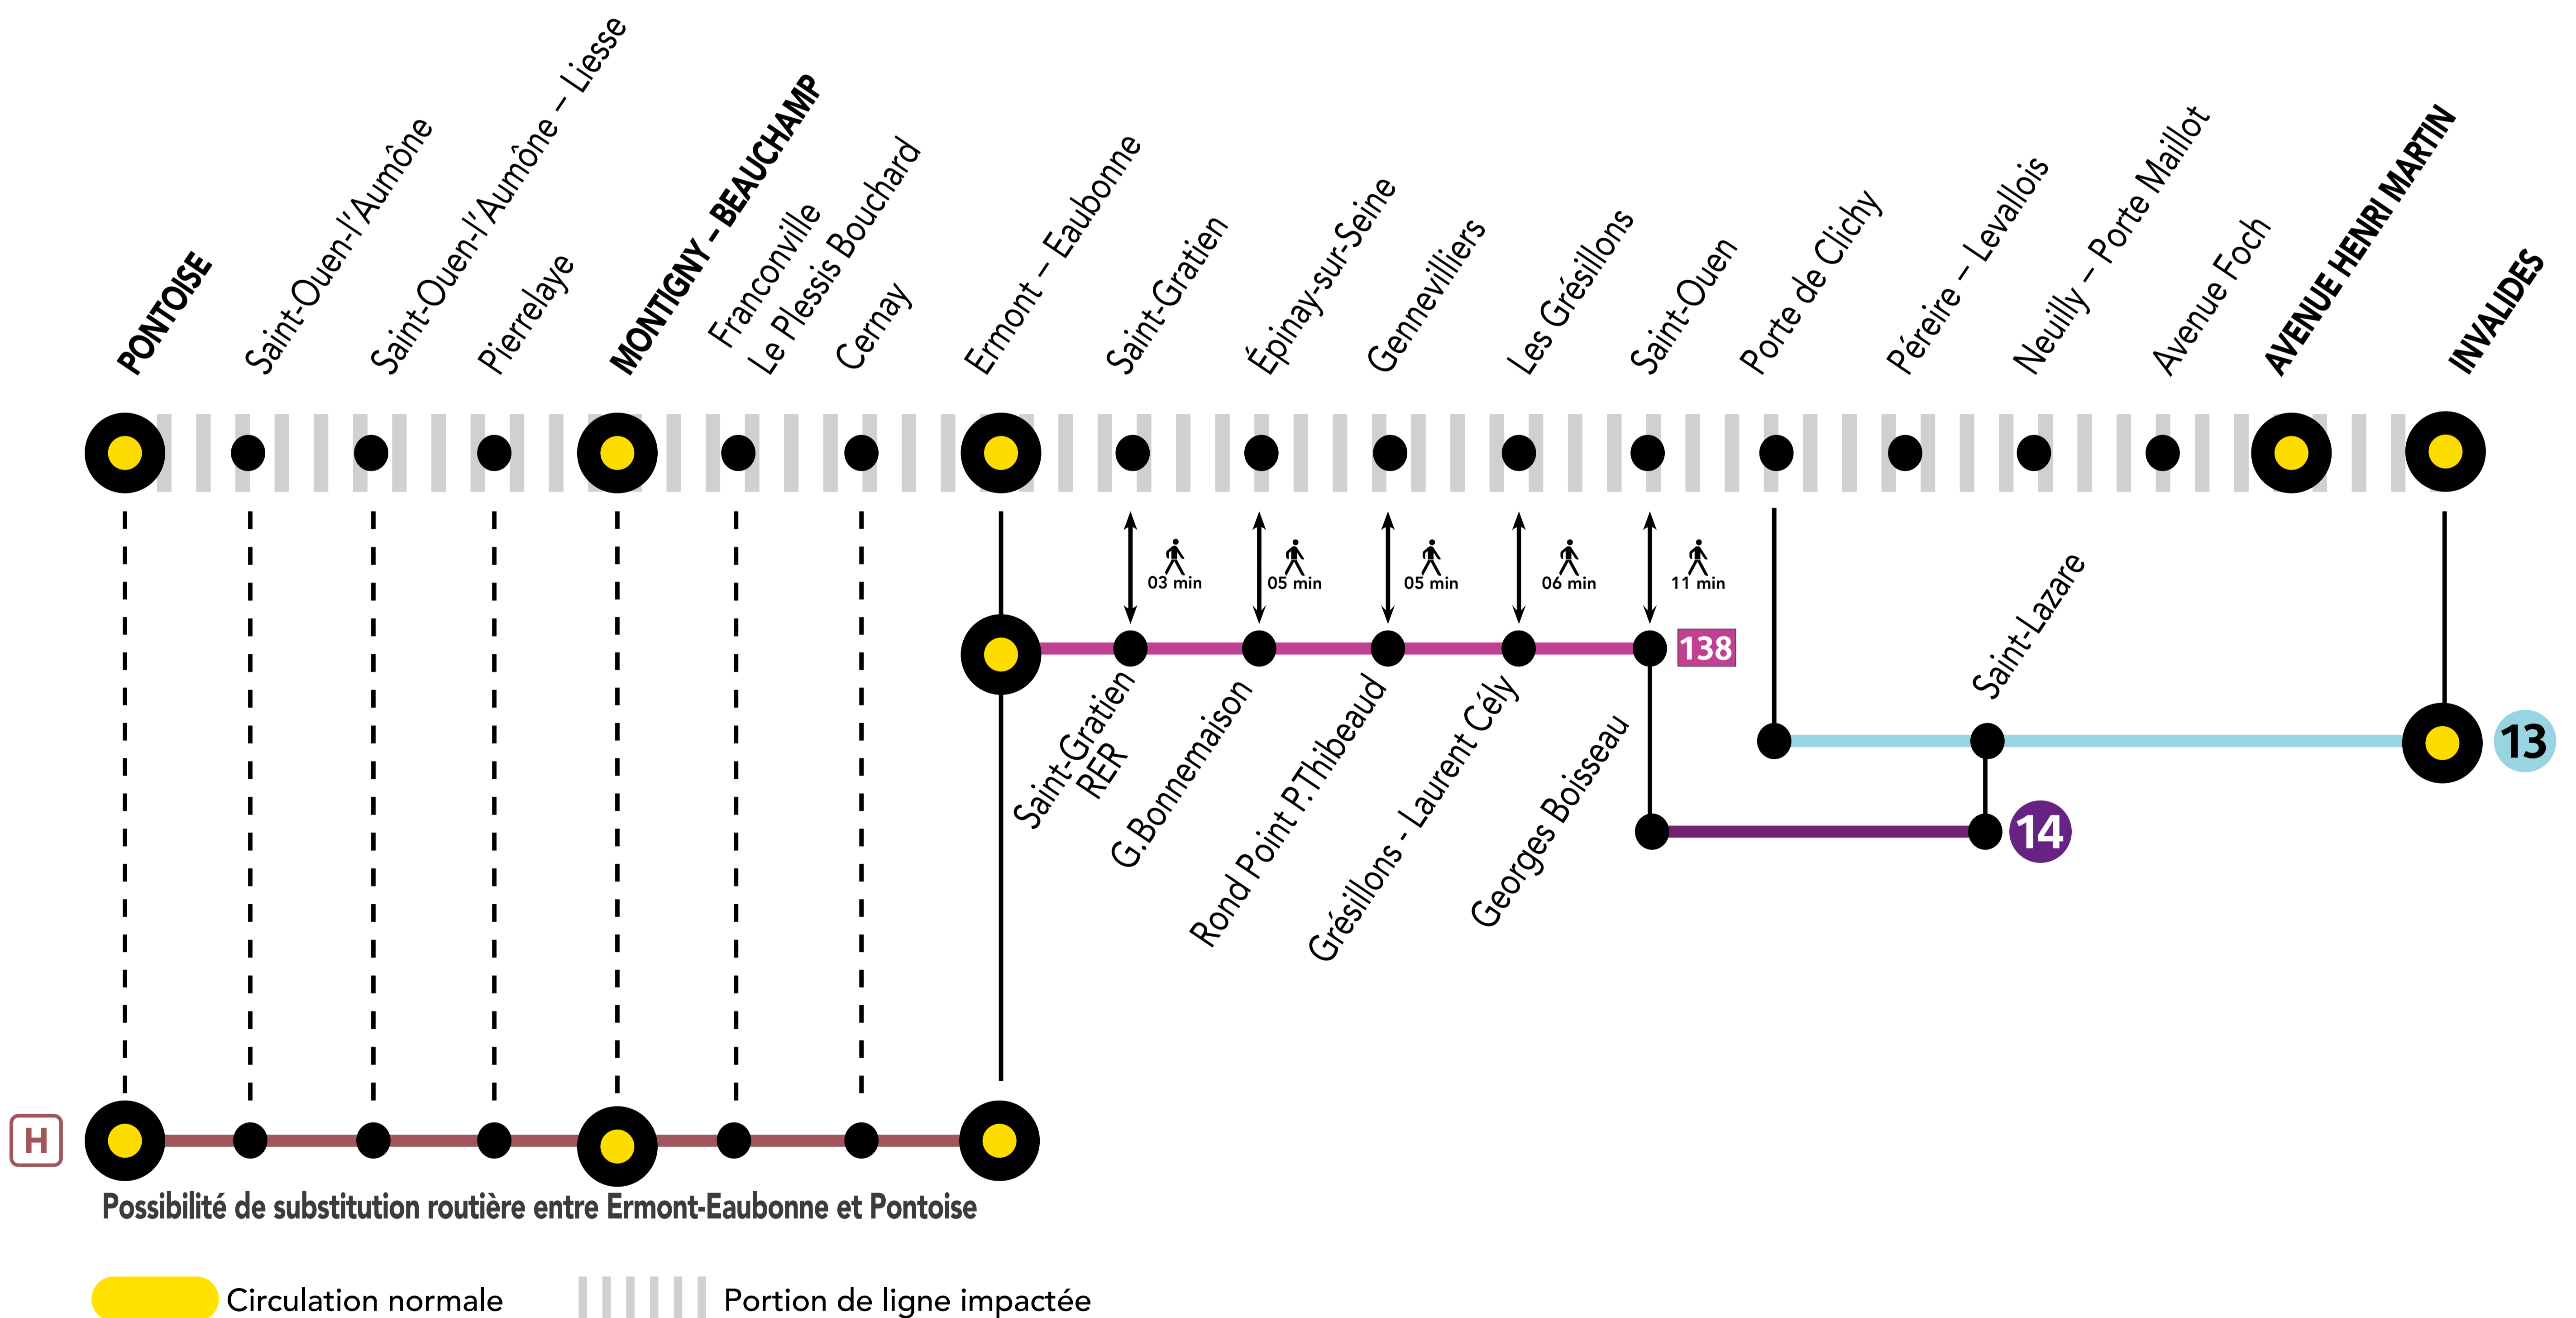 PONTOISE
Saint-Ouen-l'Aumône
Saint-Ouen-l'Aumône – Liesse
Pierrelaye
MONTIGNY – BEAUCHAMP
Franconville
Le Plessis Bouchard
Cernay
Ermont – Eaubonne
Saint-Gratien
Épinay-sur-Seine
Gennevilliers
Les Grésillons
Saint-Ouen
Porte de Clichy
Péreire – Levallois
Neuilly – Porte Maillot
Avenue Foch
AVENUE HENRI MARTIN
INVALIDES
03 min
05 min
05 min
06 min
11 min
138
Saint-Gratien
RER
G.Bonnemaison
Rond Point P.Thibeaud
Grésillons - Laurent Cély
Georges Boisseau
Saint-Lazare
13
14
H
Possibilité de substitution routière entre Ermont-Eaubonne et Pontoise
Circulation normale
Portion de ligne impactée